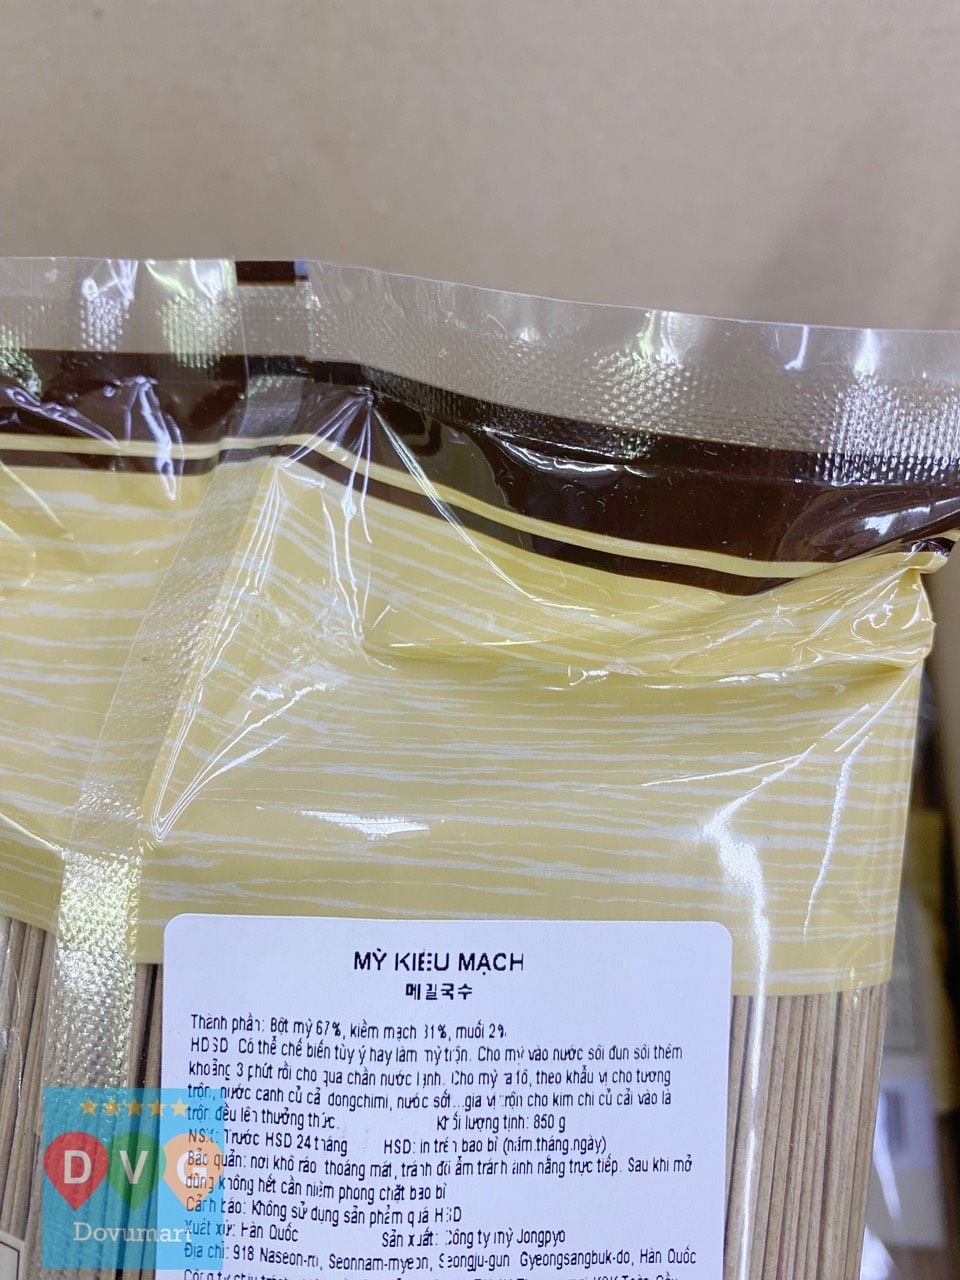 MỲ KIỀU MẠCH
메밀국수
Thành phần: Bột mỳ 67%, kiềm mạch 31%, muối 2%
HDSD Có thể chế biến tùy ý hay làm mỳ trộn. Cho mỳ vào nước sôi đun sôi thêm
khoảng 3 phút rồi cho qua chần nước lạnh. Cho mỳ ra tô, theo khẩu vị cho tương
trộn, nước canh củ cả dongchimi, nước sốt...gia vị trộn cho kim chi củ cải vào là
trộn đều lên thưởng thức. Khối lượng tịnh: 850 g
NSX: Trước HSD 24 tháng HSD: in trên bao bì (năm.tháng.ngày)
Bảo quản: nơi khô ráo thoáng mát, tránh đổi ẩm tránh ánh nắng trực tiếp. Sau khi mở
dùng không hết cần niêm phong chặt bao bì
Cảnh báo: Không sử dụng sản phẩm quá HSD
Xuất xứ: Hàn Quốc Sản xuất: Công ty mỳ Jongpyo
Địa chỉ: 918 Naseon-ro, Seonnam-myeon, Seongju-gun Gyeongsangbuk-do, Hàn Quốc
DVG
Dovumart